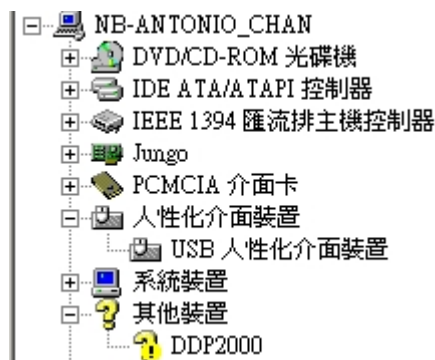 NB-ANTONIO_CHAN
DVD/CD-ROM 光碟機
IDE ATA/ATAPI 控制器
IEEE 1394 匯流排主機控制器
Jungo
PCMCIA 介面卡
人性化介面裝置
USB 人性化介面裝置
系統裝置
其他裝置
DDP2000